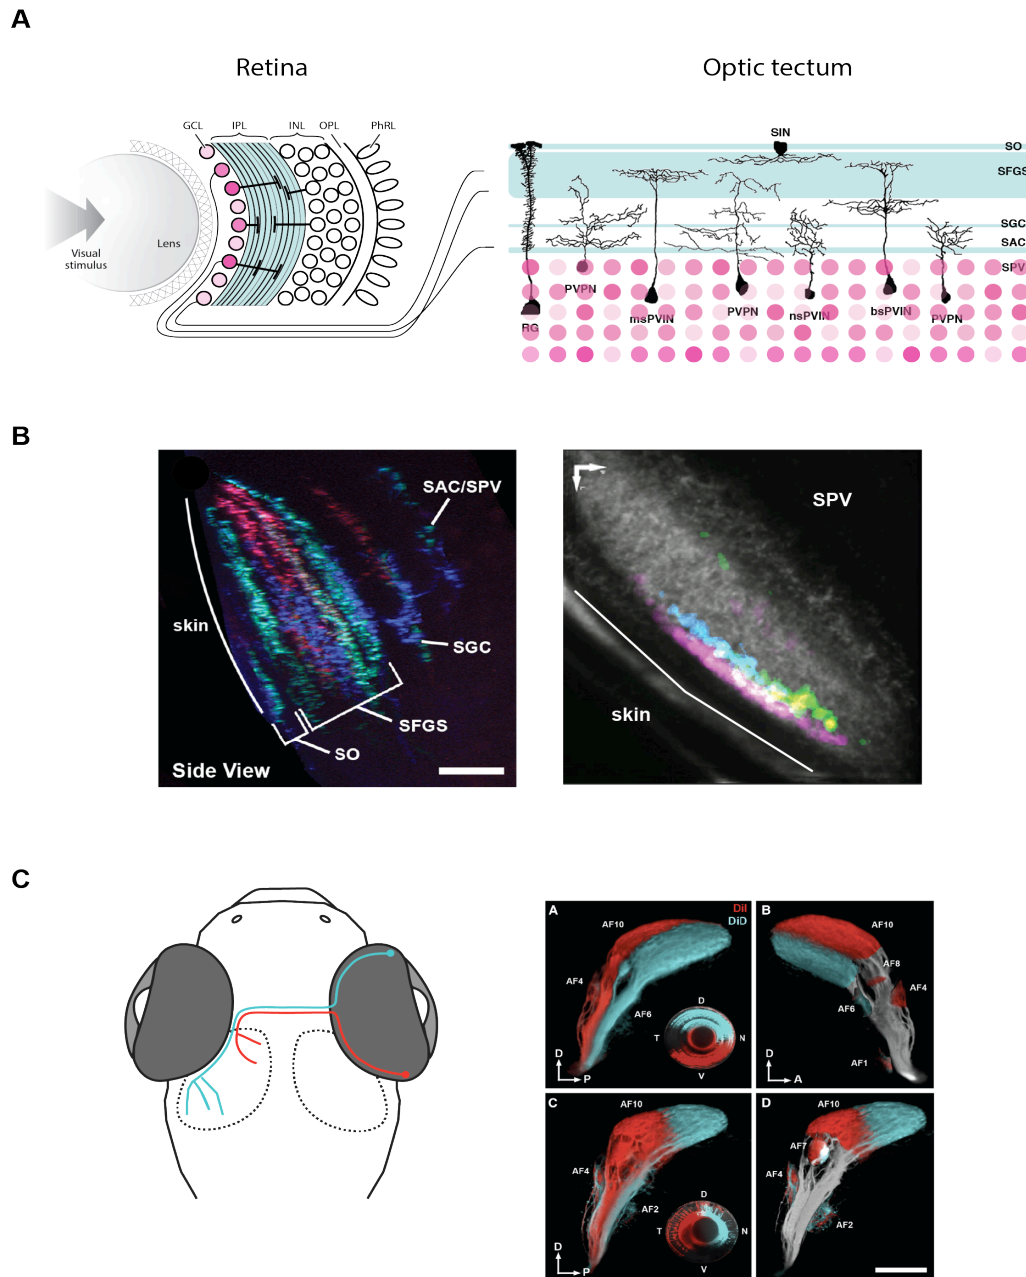 A
Retina
Optic tectum
GCL IPL INL OPL PhRL
Visual
stimulus
Lens
SIN
SO
SFGS
SGC
SAC
SPV
PVPN
msPVIN
PVPN
nsPVIN
bsPVIN
PVPN
RG
B
SAC/SPV
skin
SGC
SFGS
SO
Side View
SPV
skin
C
A
DiI
DiD
AF10
AF4
AF6
D
T
N
V
D
P
B
AF10
AF8
AF4
AF6
AF1
D
A
C
AF10
AF4
AF2
D
T
N
V
D
P
D
AF10
AF7
AF4
AF2